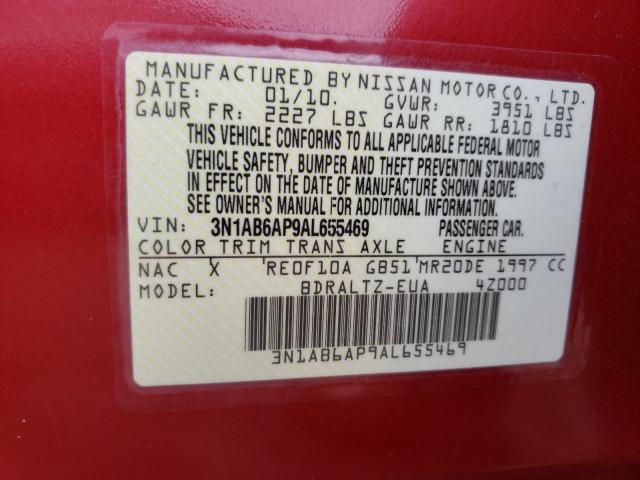 MANUFACTURED BY NISSAN MOTOR CO., LTD.
DATE: 01/10. GVWR: 3951 LBS
GAWR FR: 2227 LBS GAWR RR: 1810 LBS
THIS VEHICLE CONFORMS TO ALL APPLICABLE FEDERAL MOTOR
VEHICLE SAFETY, BUMPER AND THEFT PREVENTION STANDARDS
IN EFFECT ON THE DATE OF MANUFACTURE SHOWN ABOVE.
SEE OWNER'S MANUAL FOR ADDITIONAL INFORMATION.
VIN: 3N1AB6AP9AL655469 PASSENGER CAR.
COLOR TRIM TRANS AXLE ENGINE
NAC X RE0F10A GB51 MR20DE 1997 CC
MODEL: BDRALTZ-EUA 4Z000
3N1AB6AP9AL655469